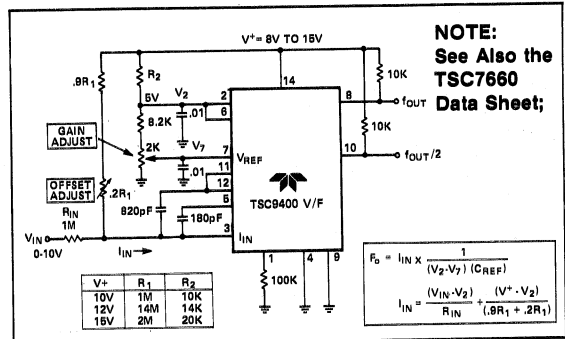 V⁺= 8V TO 15V
NOTE:
See Also the
TSC7660
Data Sheet;
.9R₁
R₂
14
10K
5V
V₂
2
6
.01
8
fOUT
8.2K
10K
GAIN
ADJUST
2K
V₇
7
VREF
10
fOUT/2
.01
11
12
TSC9400 V/F
OFFSET
ADJUST
.2R₁
820pF
5
180pF
RIN
1M
VIN
0-10V
IIN
3
IIN
1
4
9
100K
V+ R₁ R₂
10V 1M 10K
12V 14M 14K
15V 2M 20K
F₀ = IIN X 1 / (V₂-V₇) (CREF)
IIN = (VIN-V₂) / RIN + (V⁺-V₂) / (.9R₁ + .2R₁)